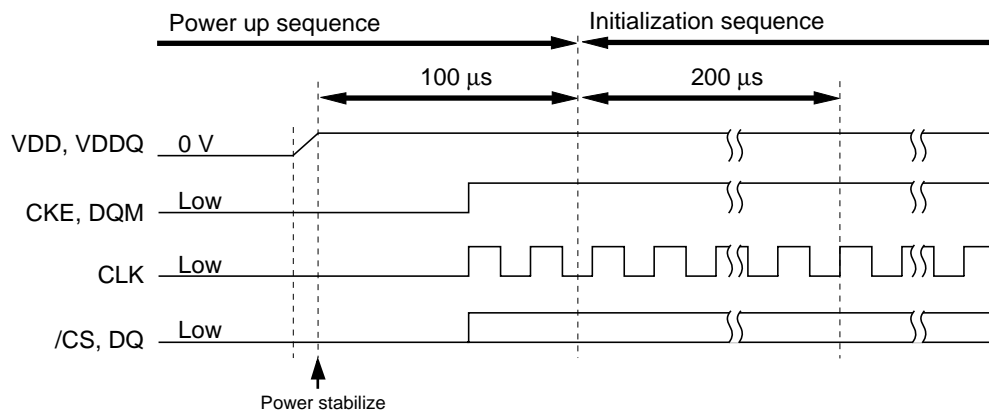 Power up sequence
Initialization sequence
100 μs
200 μs
VDD, VDDQ
0 V
CKE, DQM
Low
CLK
Low
/CS, DQ
Low
Power stabilize